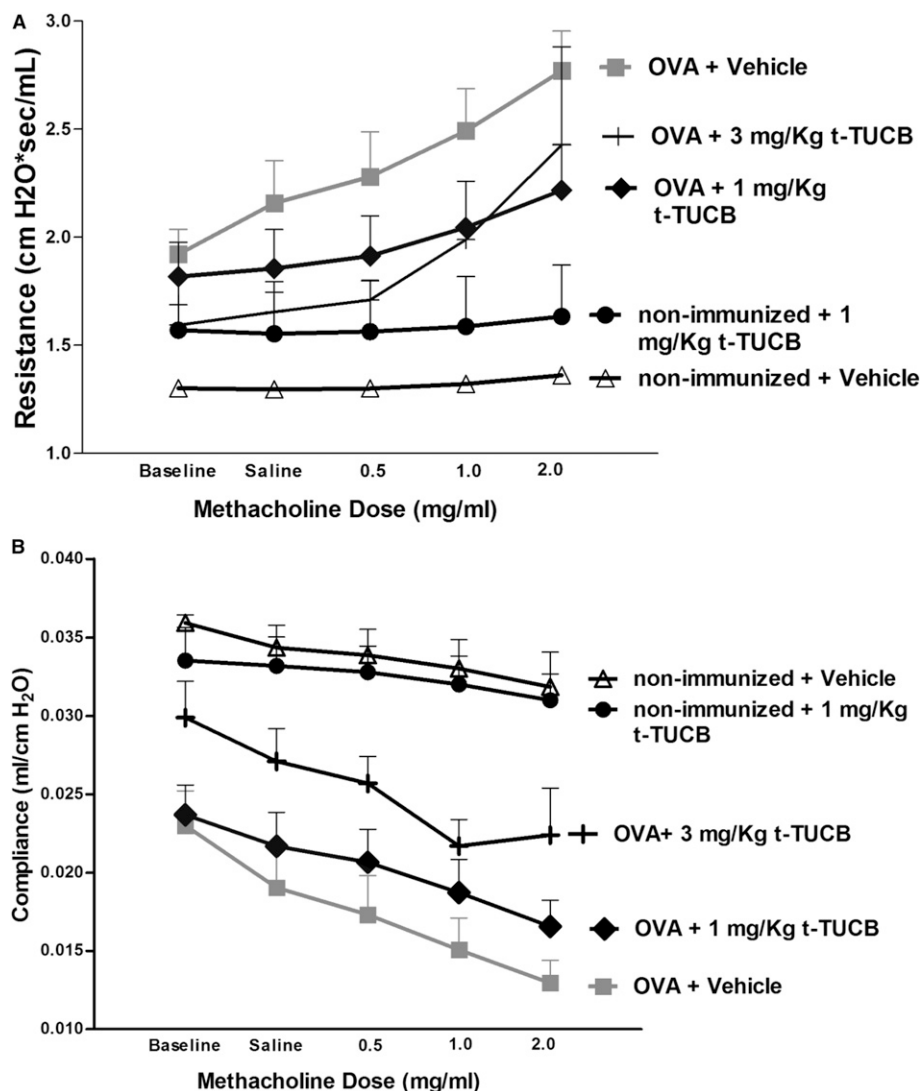 A
3.0
2.5
2.0
1.5
1.0
Resistance (cm H2O*sec/mL)
OVA + Vehicle
OVA + 3 mg/Kg t-TUCB
OVA + 1 mg/Kg
t-TUCB
non-immunized + 1
mg/Kg t-TUCB
non-immunized + Vehicle
Baseline Saline 0.5 1.0 2.0
Methacholine Dose (mg/ml)
B
0.040
0.035
0.030
0.025
0.020
0.015
0.010
Compliance (ml/cm H₂O)
non-immunized + Vehicle
non-immunized + 1 mg/Kg
t-TUCB
OVA+ 3 mg/Kg t-TUCB
OVA + 1 mg/Kg t-TUCB
OVA + Vehicle
Baseline Saline 0.5 1.0 2.0
Methacholine Dose (mg/ml)